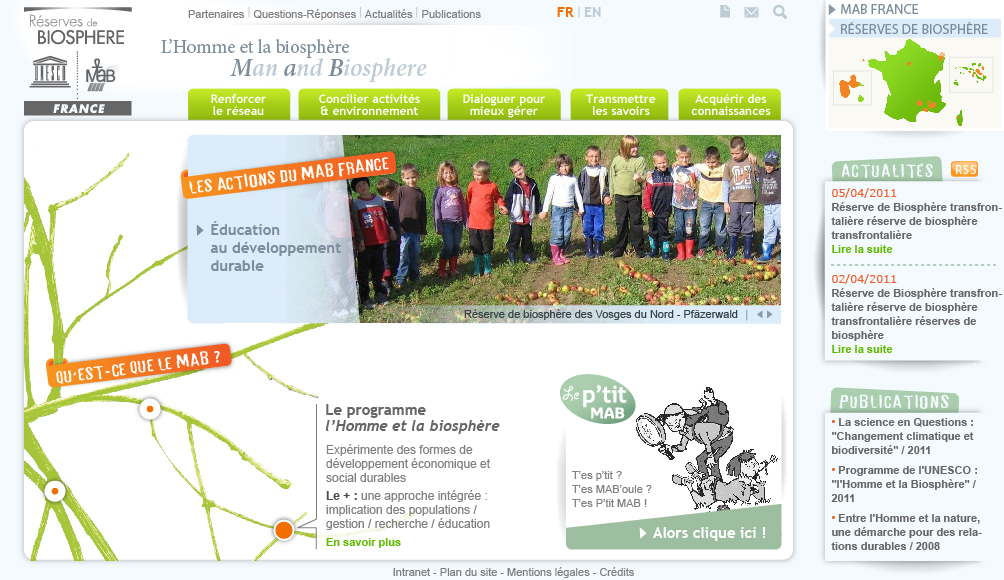 Réserves de
BIOSPHERE
MAB
FRANCE
Partenaires | Questions-Réponses | Actualités | Publications
FR | EN
L'Homme et la biosphère
Man and Biosphere
Renforcer
le réseau
Concilier activités
& environnement
Dialoguer pour
mieux gérer
Transmettre
les savoirs
Acquérir des
connaissances
MAB FRANCE
RÉSERVES DE BIOSPHÈRE
LES ACTIONS DU MAB FRANCE
Éducation
au développement
durable
Réserve de biosphère des Vosges du Nord - Pfäzerwald |
QU'EST-CE QUE LE MAB ?
Le programme
l'Homme et la biosphère
Expérimente des formes de
développement économique et
social durables
Le + : une approche intégrée :
implication des populations /
gestion / recherche / éducation
En savoir plus
Le p'tit
MAB
T'es p'tit ?
T'es MAB'oule ?
T'es P'tit MAB !
Alors clique ici !
ACTUALITÉS
RSS
05/04/2011
Réserve de Biosphère transfron-
talière réserve de biosphère
transfrontalière
Lire la suite
02/04/2011
Réserve de Biosphère transfron-
talière réserve de biosphère
transfrontalière réserves de
biosphère
Lire la suite
PUBLICATIONS
• La science en Questions :
"Changement climatique et
biodiversité" / 2011
• Programme de l'UNESCO :
"l'Homme et la Biosphère" /
2011
• Entre l'Homme et la nature,
une démarche pour des rela-
tions durables / 2008
Intranet - Plan du site - Mentions légales - Crédits